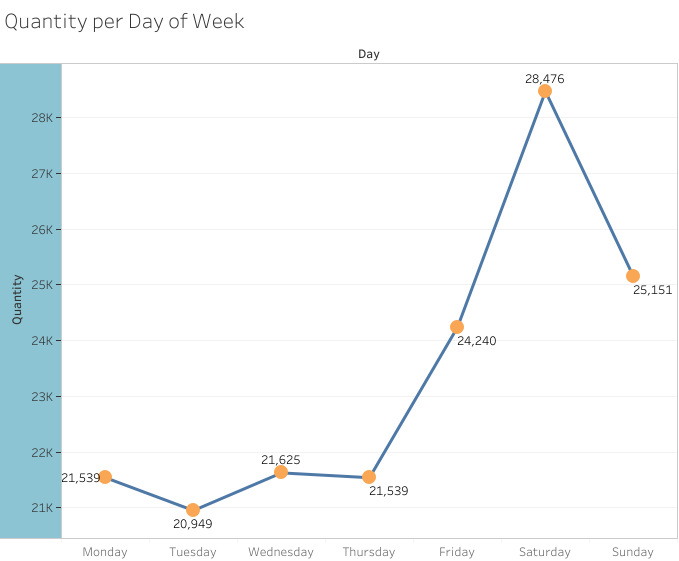 Quantity per Day of Week
Day
Quantity
28K
27K
26K
25K
24K
23K
22K
21K
21,539
20,949
21,625
21,539
24,240
28,476
25,151
Monday
Tuesday
Wednesday
Thursday
Friday
Saturday
Sunday